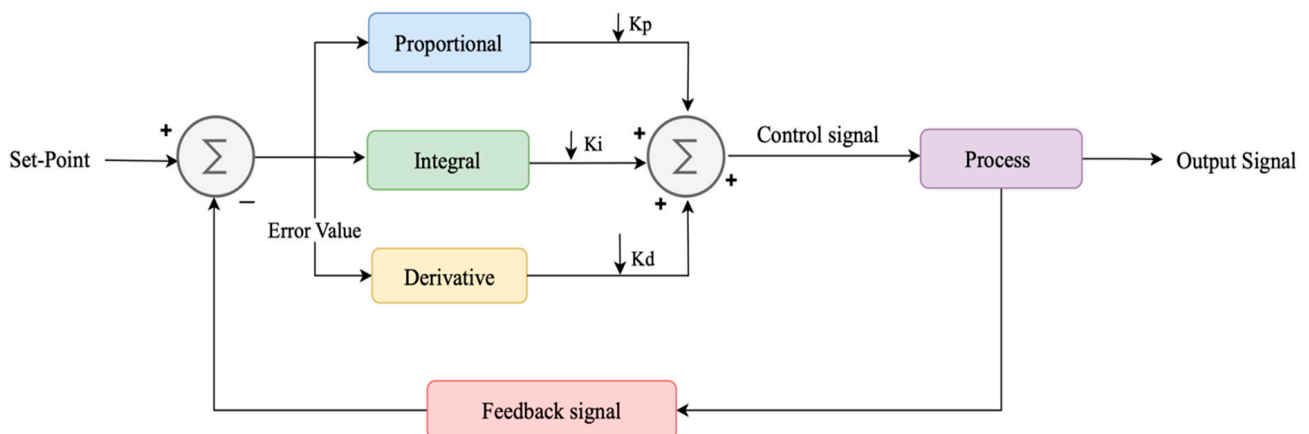 Proportional
Kp
+
Set-Point
Σ
Integral
Ki
+
Σ
+
+
Control signal
Process
Output Signal
−
Error Value
Derivative
Kd
Feedback signal